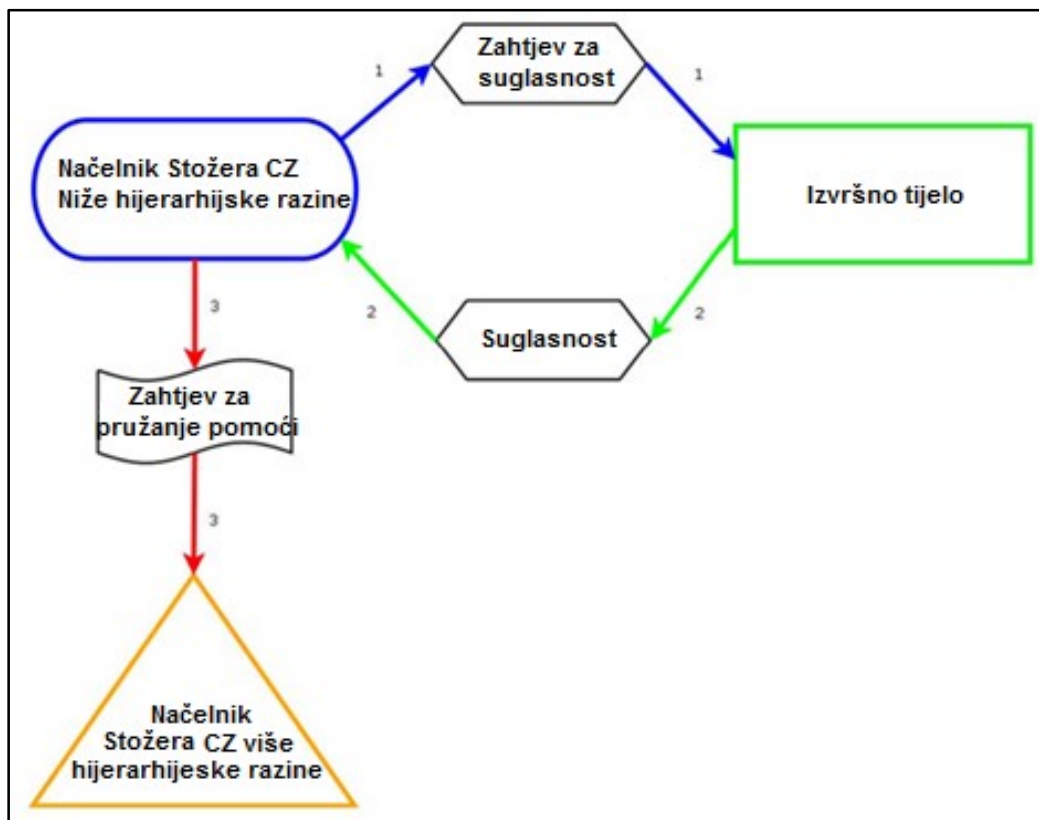 Zahtjev za
suglasnost
1
1
Načelnik Stožera CZ
Niže hijerarhijske razine
Izvršno tijelo
2
2
Suglasnost
3
Zahtjev za
pružanje pomoći
3
Načelnik
Stožera CZ više
hijerarhijeske razine